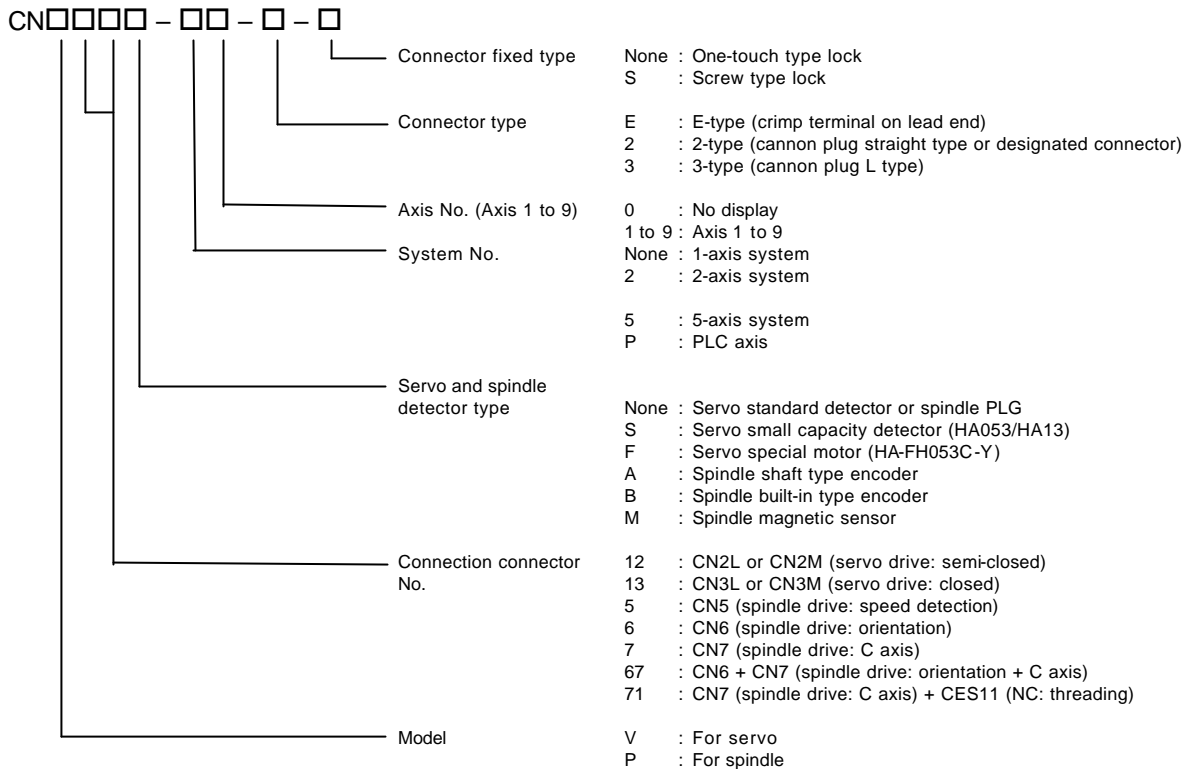 CN□□□□ – □□ – □ – □
Connector fixed type None : One-touch type lock
S : Screw type lock
Connector type E : E-type (crimp terminal on lead end)
2 : 2-type (cannon plug straight type or designated connector)
3 : 3-type (cannon plug L type)
Axis No. (Axis 1 to 9) 0 : No display
1 to 9 : Axis 1 to 9
System No. None : 1-axis system
2 : 2-axis system
5 : 5-axis system
P : PLC axis
Servo and spindle
detector type None : Servo standard detector or spindle PLG
S : Servo small capacity detector (HA053/HA13)
F : Servo special motor (HA-FH053C-Y)
A : Spindle shaft type encoder
B : Spindle built-in type encoder
M : Spindle magnetic sensor
Connection connector 12 : CN2L or CN2M (servo drive: semi-closed)
No. 13 : CN3L or CN3M (servo drive: closed)
5 : CN5 (spindle drive: speed detection)
6 : CN6 (spindle drive: orientation)
7 : CN7 (spindle drive: C axis)
67 : CN6 + CN7 (spindle drive: orientation + C axis)
71 : CN7 (spindle drive: C axis) + CES11 (NC: threading)
Model V : For servo
P : For spindle